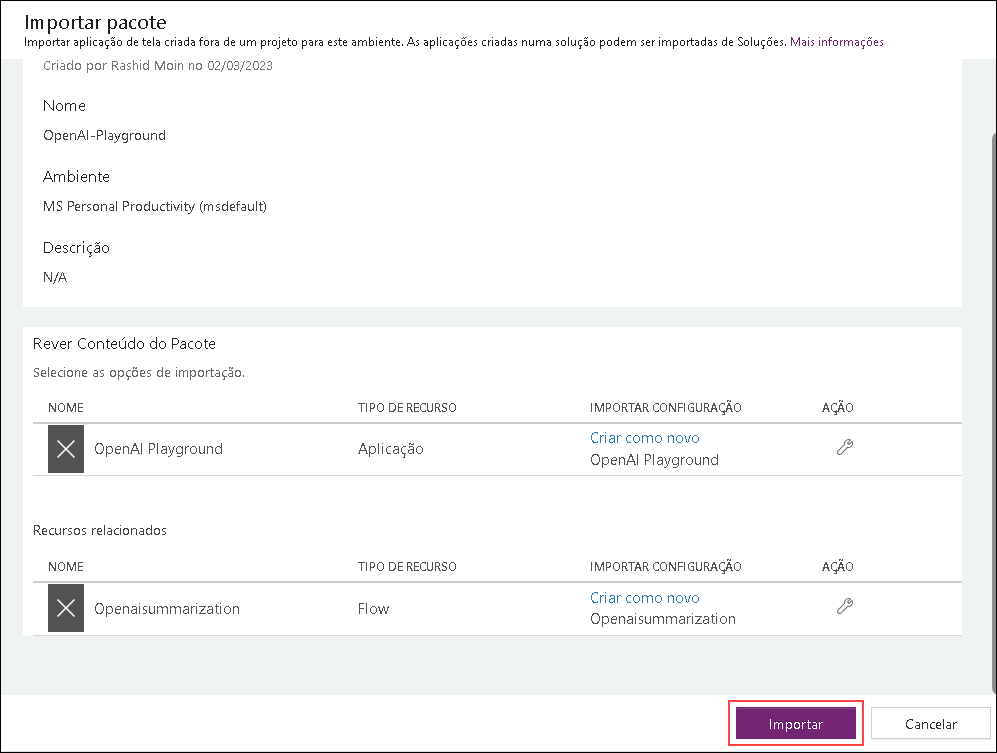 Importar pacote
Importar aplicação de tela criada fora de um projeto para este ambiente. As aplicações criadas numa solução podem ser importadas de Soluções. Mais informações
Criado por Rashid Moin no 02/03/2023
Nome
OpenAI-Playground
Ambiente
MS Personal Productivity (msdefault)
Descrição
N/A
Rever Conteúdo do Pacote
Selecione as opções de importação.
NOME TIPO DE RECURSO IMPORTAR CONFIGURAÇÃO AÇÃO
OpenAI Playground Aplicação Criar como novo
OpenAI Playground
Recursos relacionados
NOME TIPO DE RECURSO IMPORTAR CONFIGURAÇÃO AÇÃO
Openaisummarization Flow Criar como novo
Openaisummarization
Importar Cancelar